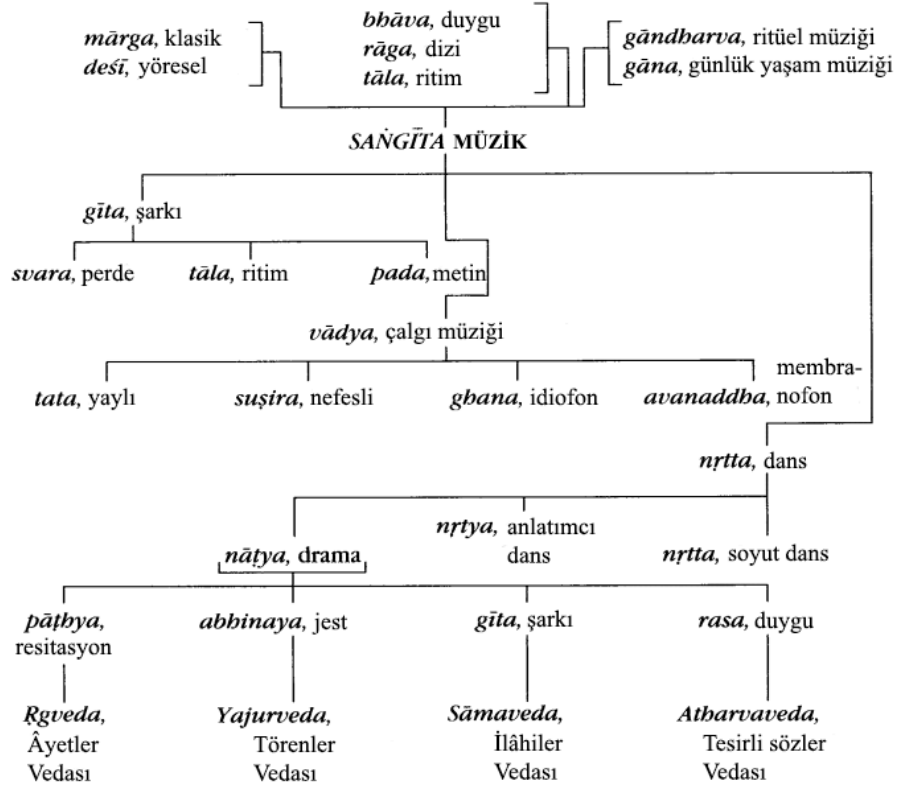 mārga, klasik
deśī, yöresel
bhāva, duygu
rāga, dizi
tāla, ritim
gāndharva, ritüel müziği
gāna, günlük yaşam müziği
SAṄGĪTA MÜZİK
gīta, şarkı
svara, perde
tāla, ritim
pada, metin
vādya, çalgı müziği
tata, yaylı
suṣira, nefesli
ghana, idiofon
membra-
avanaddha, nofon
nṛtta, dans
nāṭya, drama
nṛtya, anlatımcı
dans
nṛtta, soyut dans
pāṭhya,
resitasyon
abhinaya, jest
gīta, şarkı
rasa, duygu
Ṛgveda,
Âyetler
Vedası
Yajurveda,
Törenler
Vedası
Sāmaveda,
İlâhiler
Vedası
Atharvaveda,
Tesirli sözler
Vedası